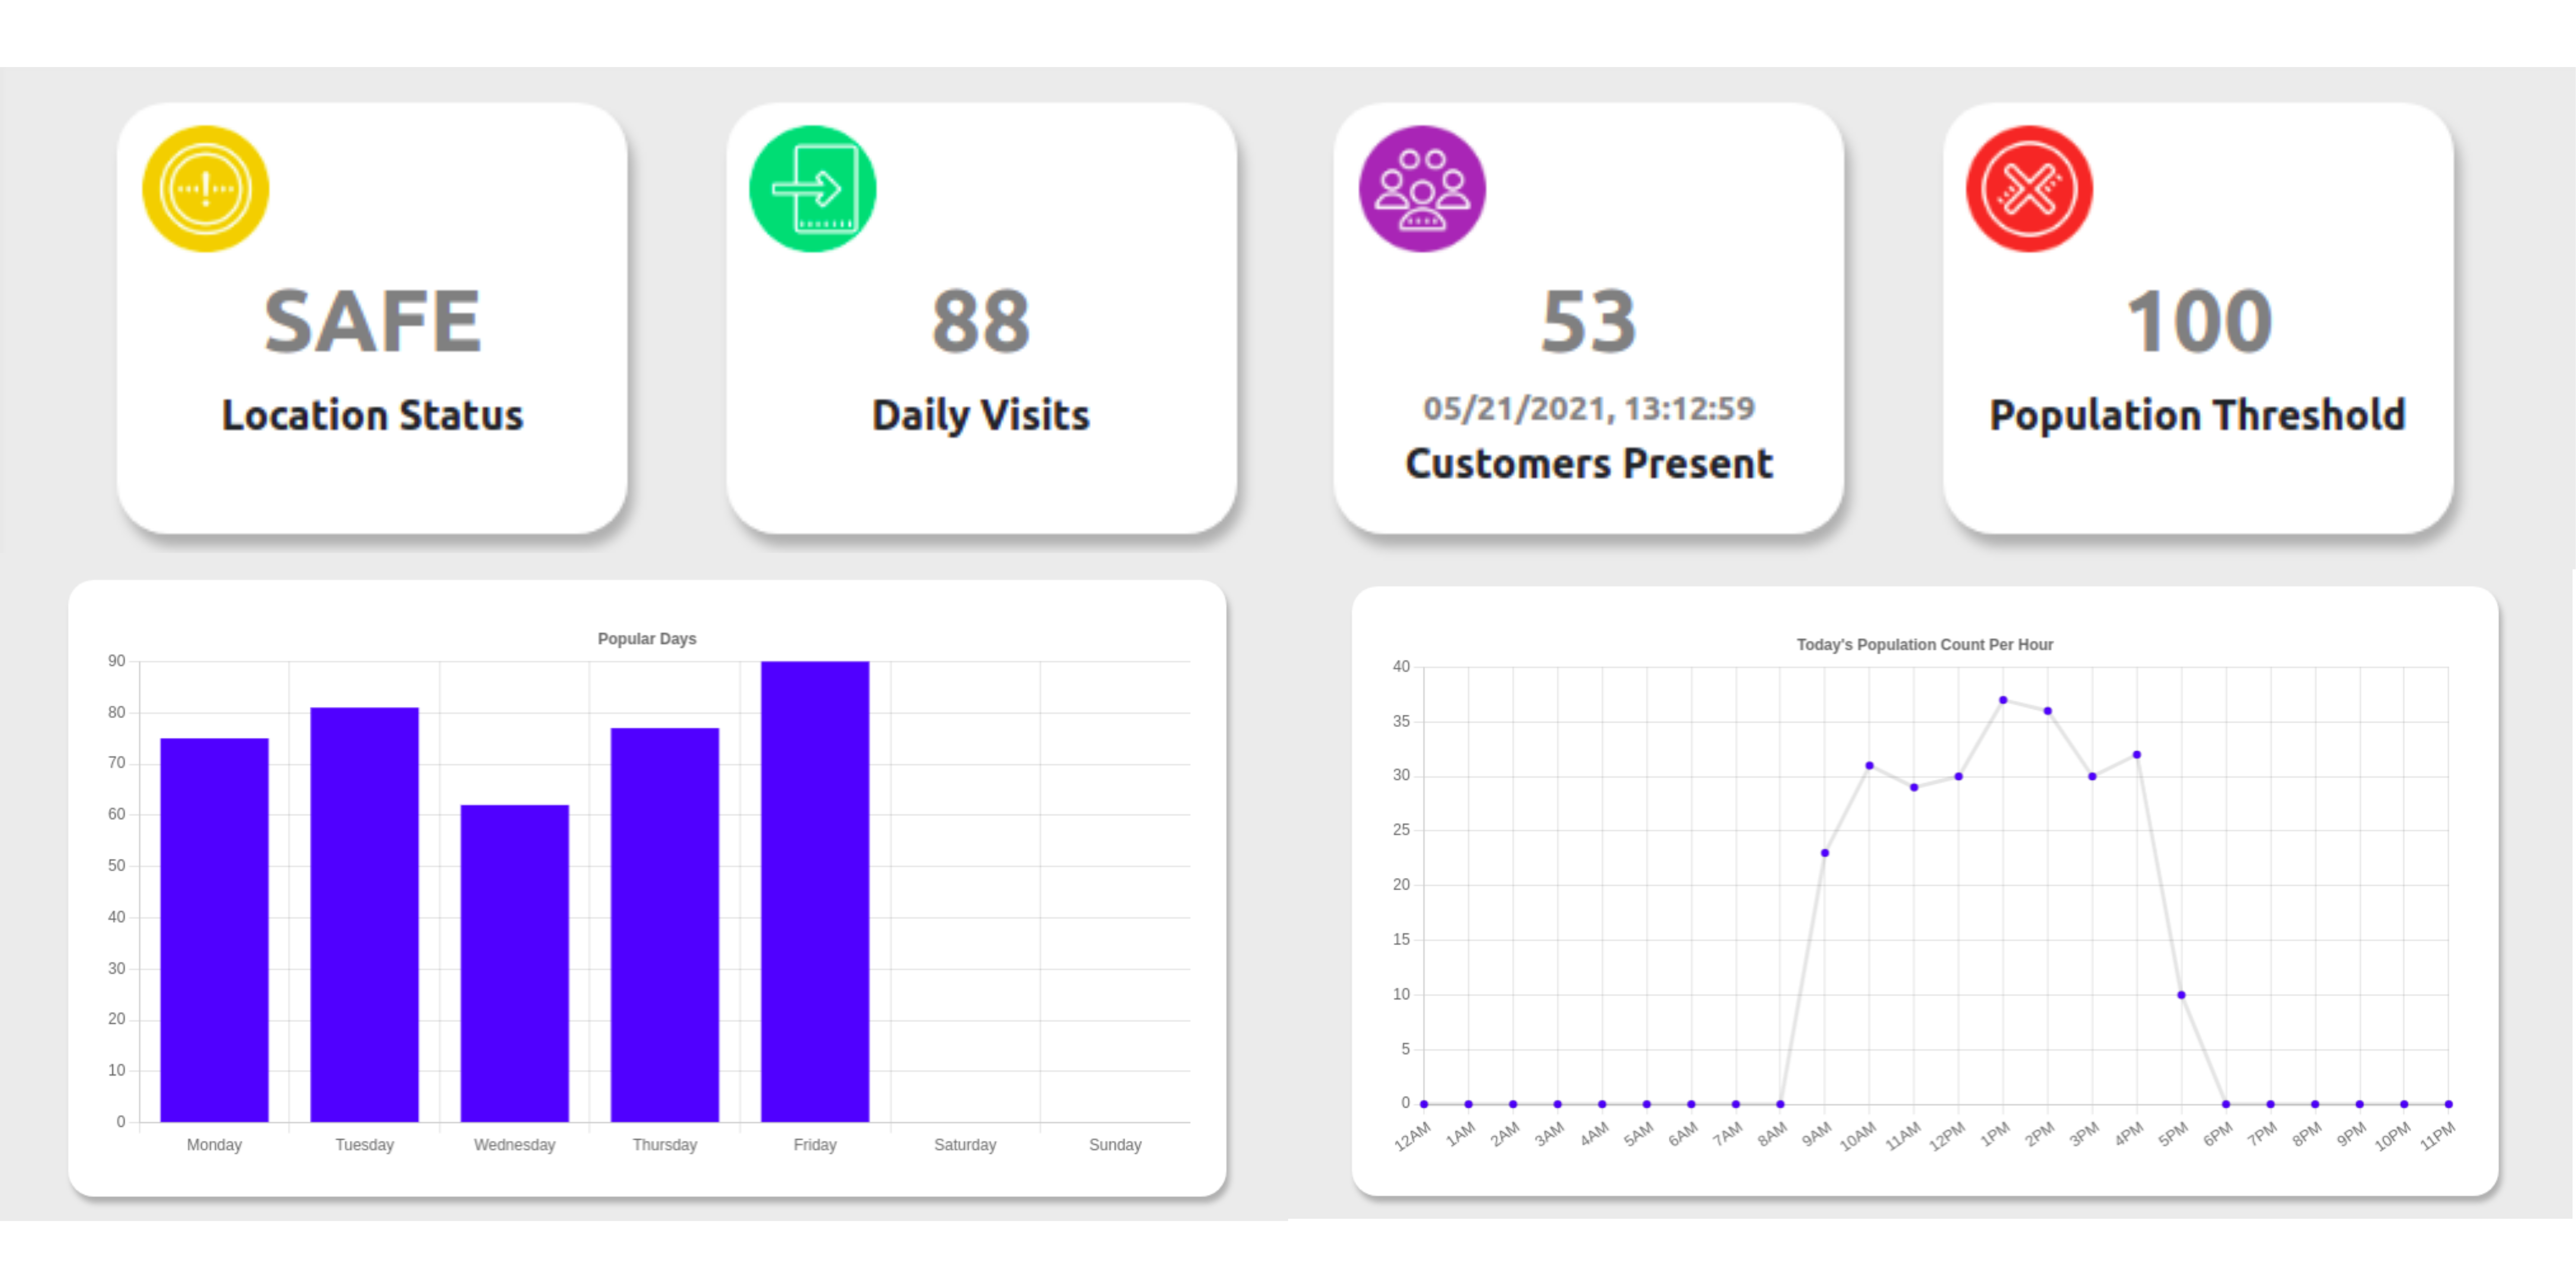 SAFE
Location Status
88
Daily Visits
53
05/21/2021, 13:12:59
Customers Present
100
Population Threshold
Popular Days
90
80
70
60
50
40
30
20
10
0
Monday Tuesday Wednesday Thursday Friday Saturday Sunday
Today's Population Count Per Hour
40
35
30
25
20
15
10
5
0
12AM 1AM 2AM 3AM 4AM 5AM 6AM 7AM 8AM 9AM 10AM 11AM 12PM 1PM 2PM 3PM 4PM 5PM 6PM 7PM 8PM 9PM 10PM 11PM